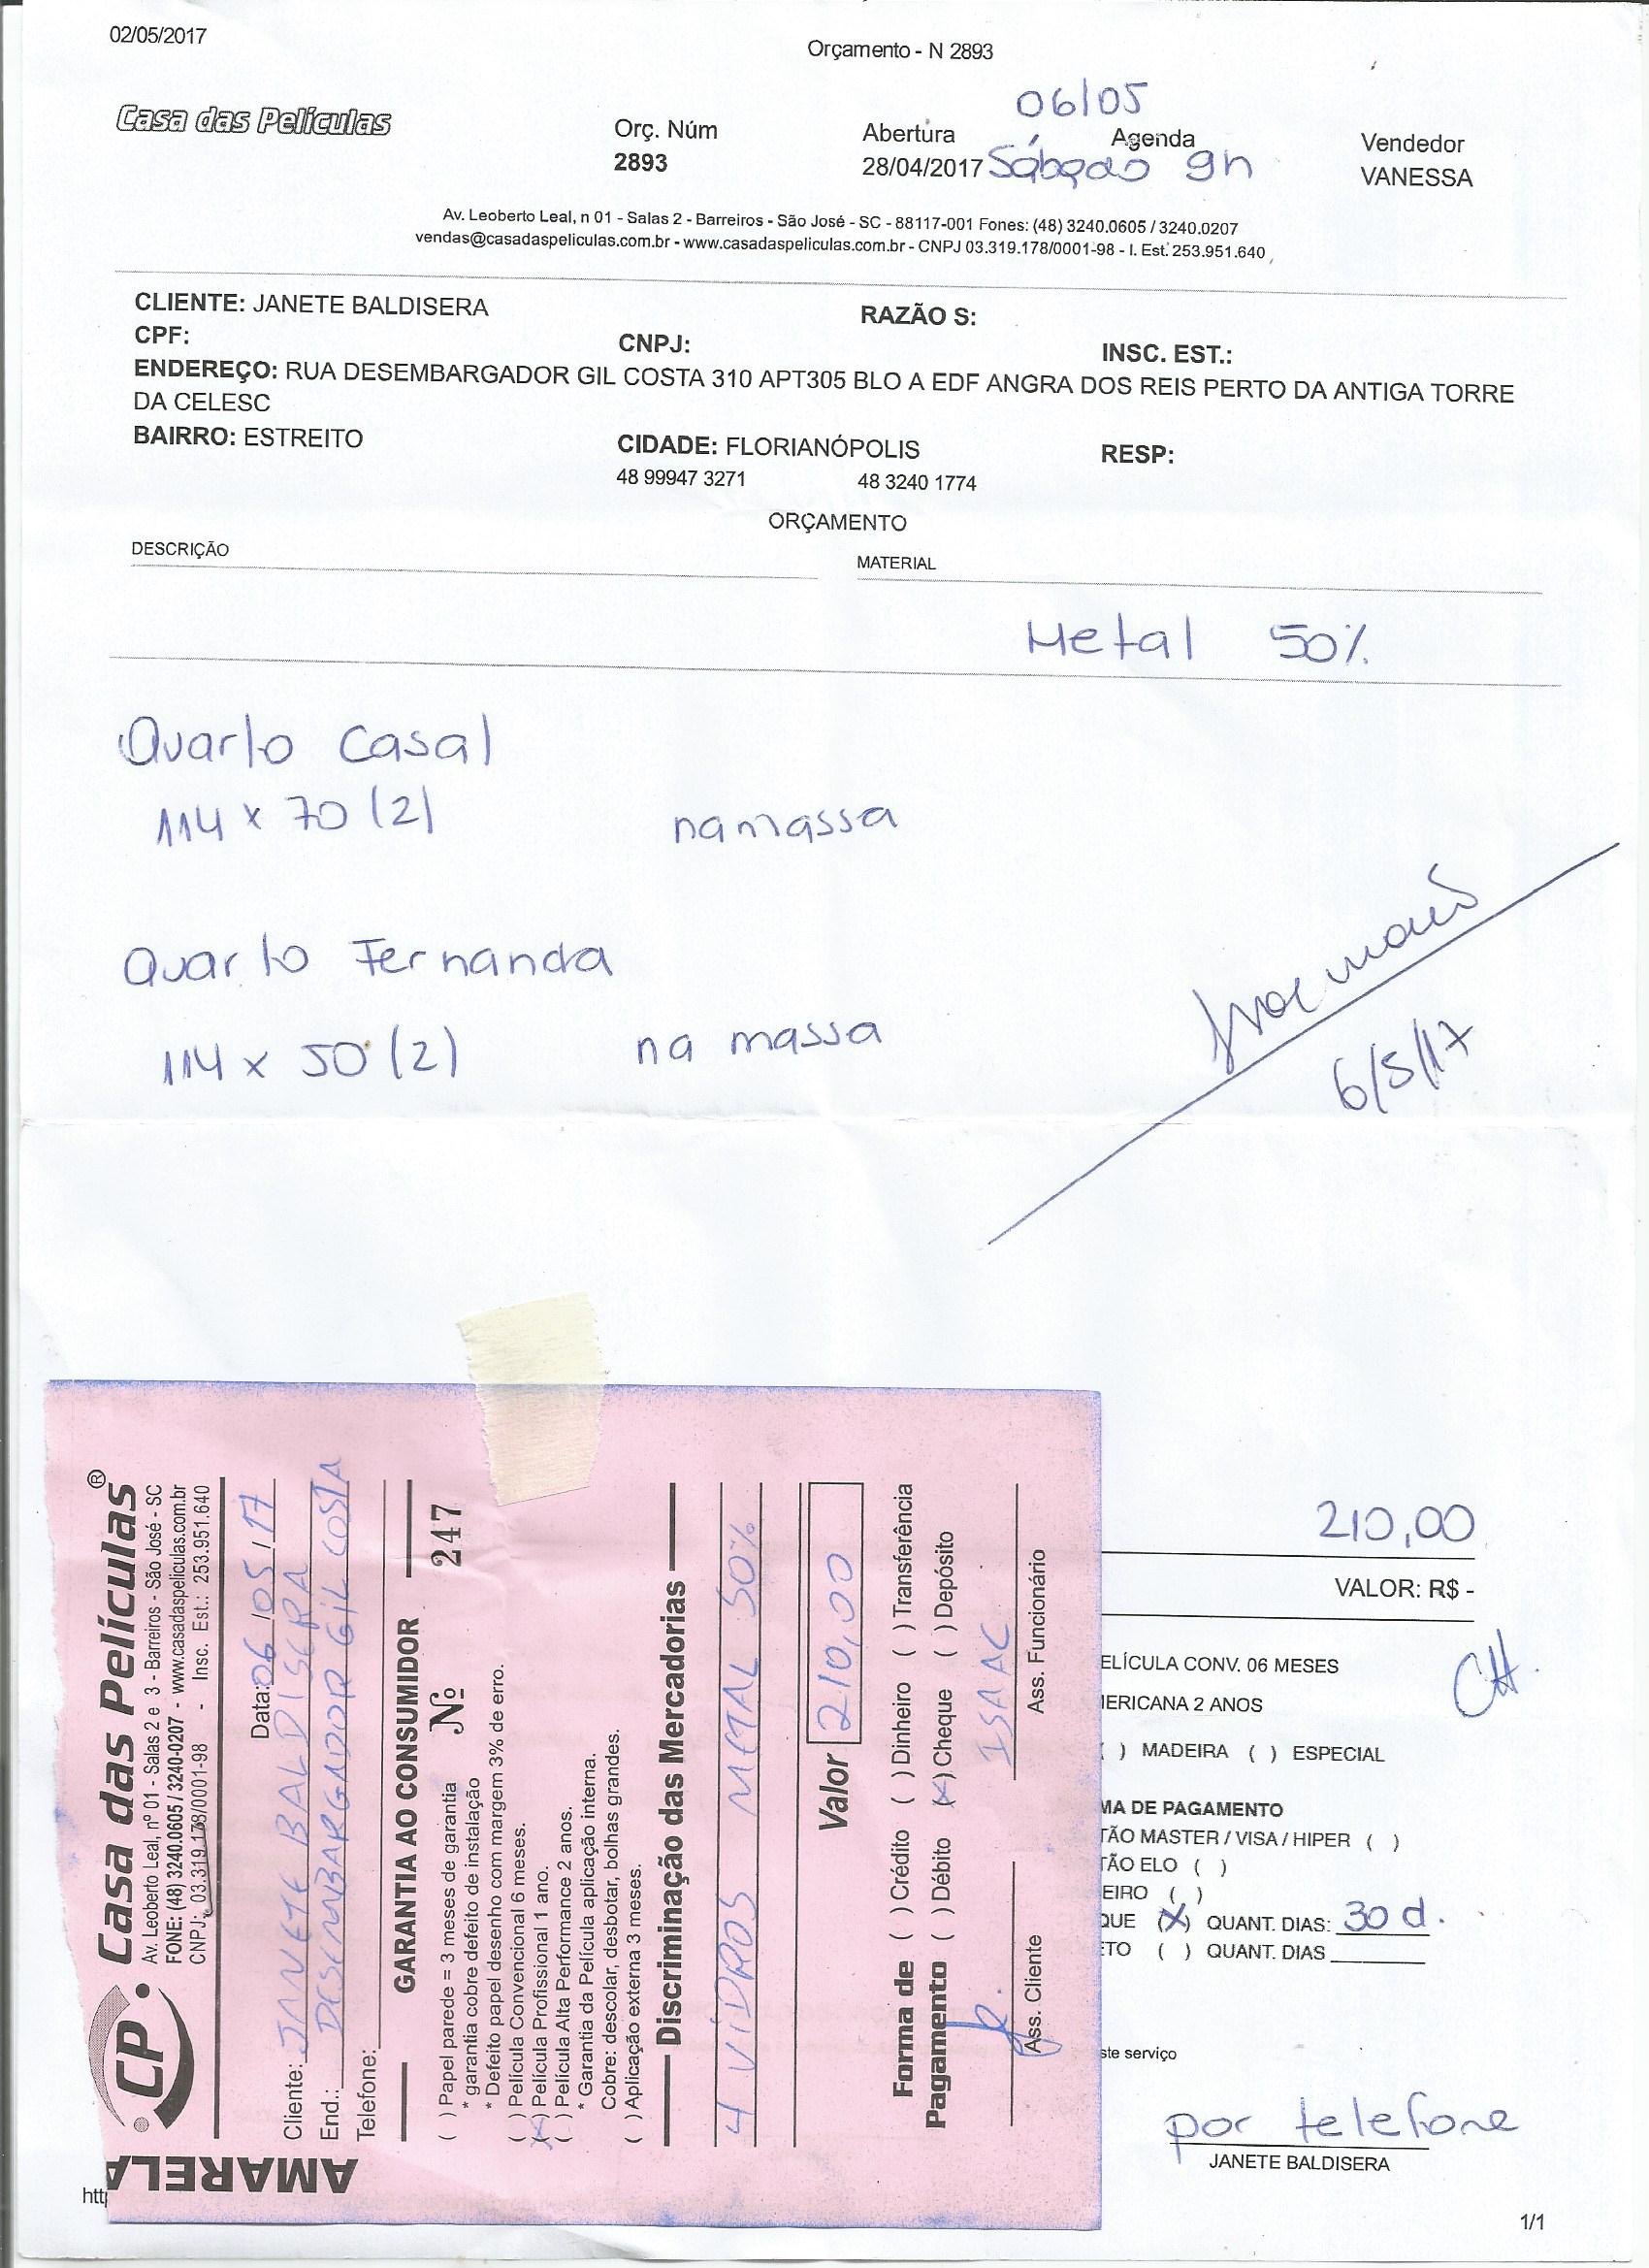 02/05/2017
Orçamento - N 2893
Casa das Películas
Orç. Núm
2893
Abertura
28/04/2017
06/05
Agenda
Sábado 9h
Vendedor
VANESSA
Av. Leoberto Leal, n 01 - Salas 2 - Barreiros - São José - SC - 88117-001 Fones: (48) 3240.0605 / 3240.0207
vendas@casadaspeliculas.com.br - www.casadaspeliculas.com.br - CNPJ 03.319.178/0001-98 - I. Est. 253.951.640
CLIENTE: JANETE BALDISERA RAZÃO S:
CPF: CNPJ: INSC. EST.:
ENDEREÇO: RUA DESEMBARGADOR GIL COSTA 310 APT305 BLO A EDF ANGRA DOS REIS PERTO DA ANTIGA TORRE
DA CELESC
BAIRRO: ESTREITO CIDADE: FLORIANÓPOLIS RESP:
48 99947 3271 48 3240 1774
ORÇAMENTO
DESCRIÇÃO MATERIAL
Metal 50%
Quarto Casal
114 x 70 (2) na massa
Quarto Fernanda
114 x 50 (2) na massa
6/5/17
210,00
VALOR: R$ -
ELÍCULA CONV. 06 MESES
CH.
ERICANA 2 ANOS
( ) MADEIRA ( ) ESPECIAL
MA DE PAGAMENTO
TÃO MASTER / VISA / HIPER ( )
TÃO ELO ( )
EIRO ( )
QUE (X) QUANT. DIAS: 30 d.
ETO ( ) QUANT. DIAS
ste serviço
por telefone
JANETE BALDISERA
htt
1/1
AMARELA
CP Casa das Películas®
Av. Leoberto Leal, nº 01 - Salas 2 e 3 - Barreiros - São José - SC
FONE: (48) 3240.0605 / 3240-0207 - www.casadaspeliculas.com.br
CNPJ: 03.319.178/0001-98 - Insc. Est.: 253.951.640
Data: 06/05/17
Cliente: JANETE BALDISERA
End.: DESEMBARGADOR GIL COSTA
Telefone:
GARANTIA AO CONSUMIDOR
Nº 247
( ) Papel parede = 3 meses de garantia
* garantia cobre defeito de instalação
* Defeito papel desenho com margem 3% de erro.
( ) Película Convencional 6 meses.
(X) Película Profissional 1 ano.
( ) Película Alta Performance 2 anos.
* Garantia da Película aplicação interna.
Cobre: descolar, desbotar, bolhas grandes.
( ) Aplicação externa 3 meses.
Discriminação das Mercadorias
4 VIDROS METAL 50%
Valor 210,00
Forma de Pagamento
( ) Crédito ( ) Dinheiro ( ) Transferência
( ) Débito (X) Cheque ( ) Depósito
ISAAC
Ass. Cliente Ass. Funcionário